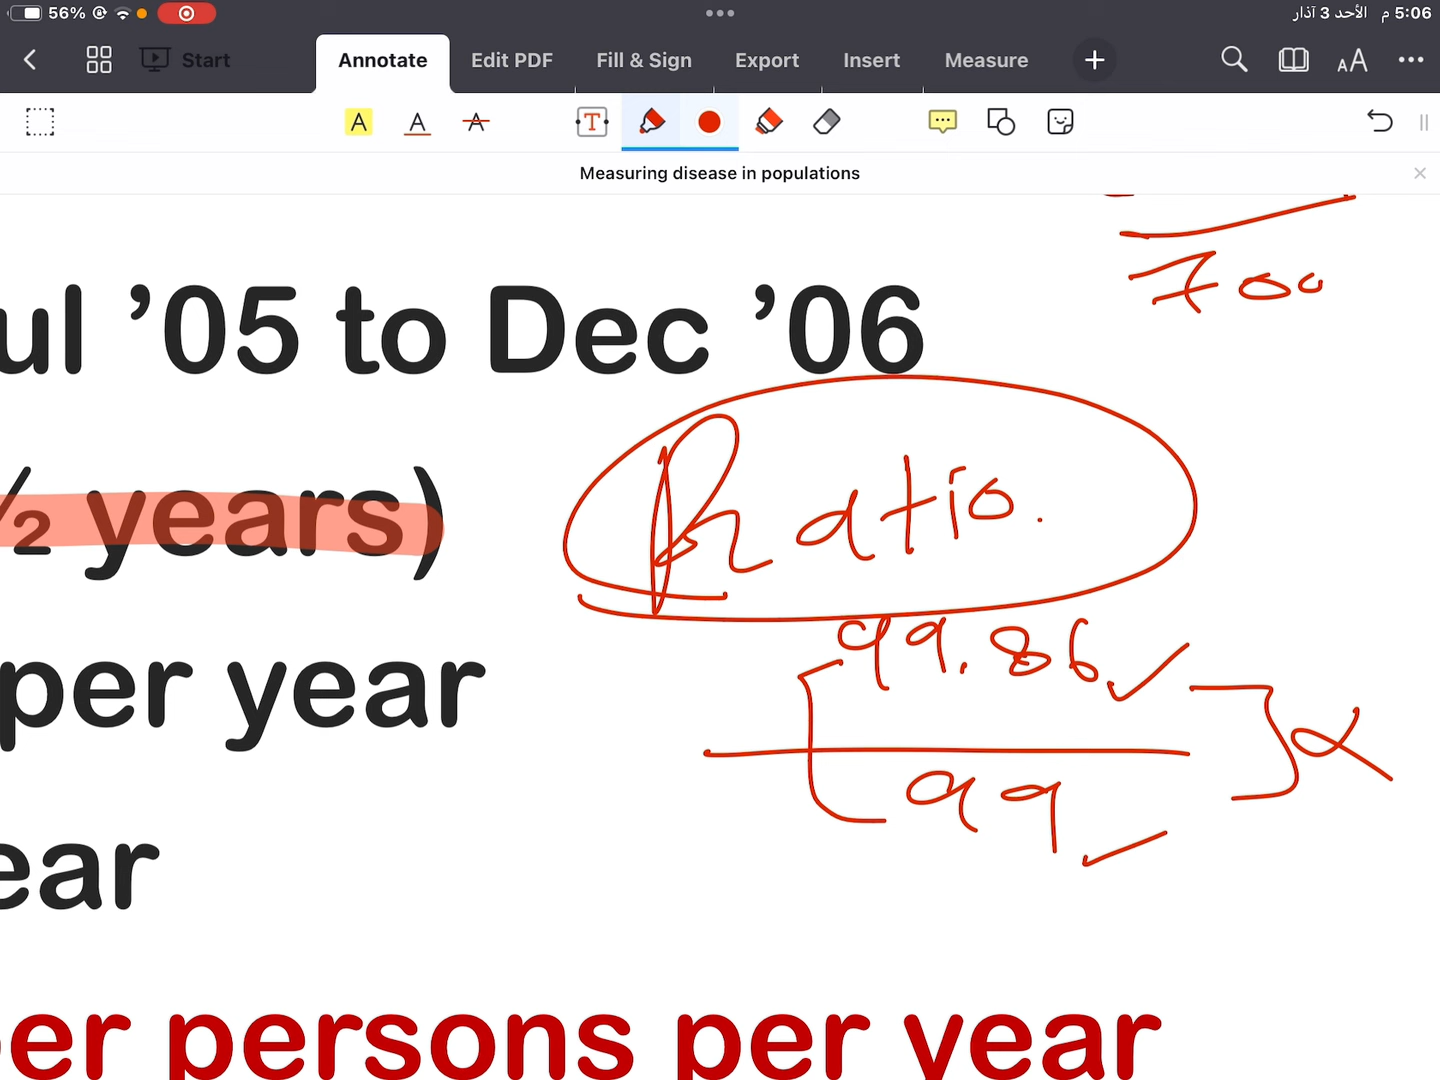 56% 5:06 م الأحد 3 آذار
Start Annotate Edit PDF Fill & Sign Export Insert Measure
A A A T
Measuring disease in populations
700
ul ’05 to Dec ’06
½ years)
Ratio.
99.86
per year
99
ear
er persons per year